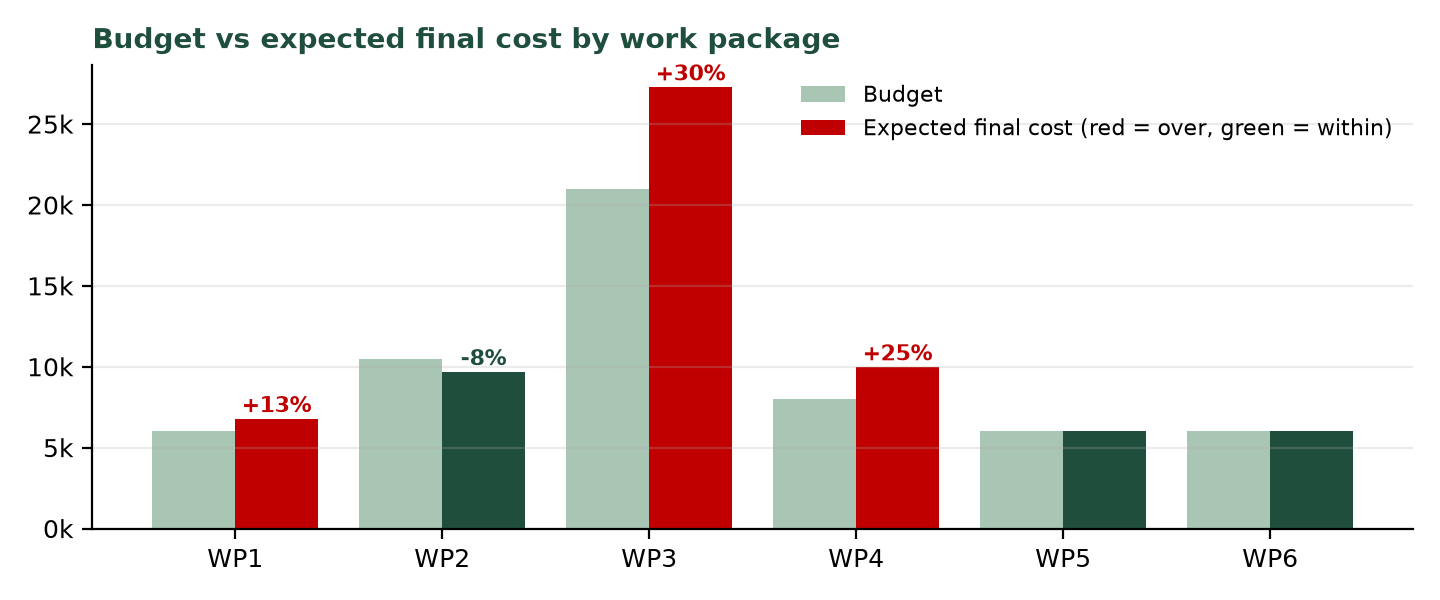 Budget vs expected final cost by work package
+30%
Budget
25k
Expected final cost (red = over, green = within)
20k
15k
10k
-8%
+25%
+13%
5k
0k
WP1 WP2 WP3 WP4 WP5 WP6